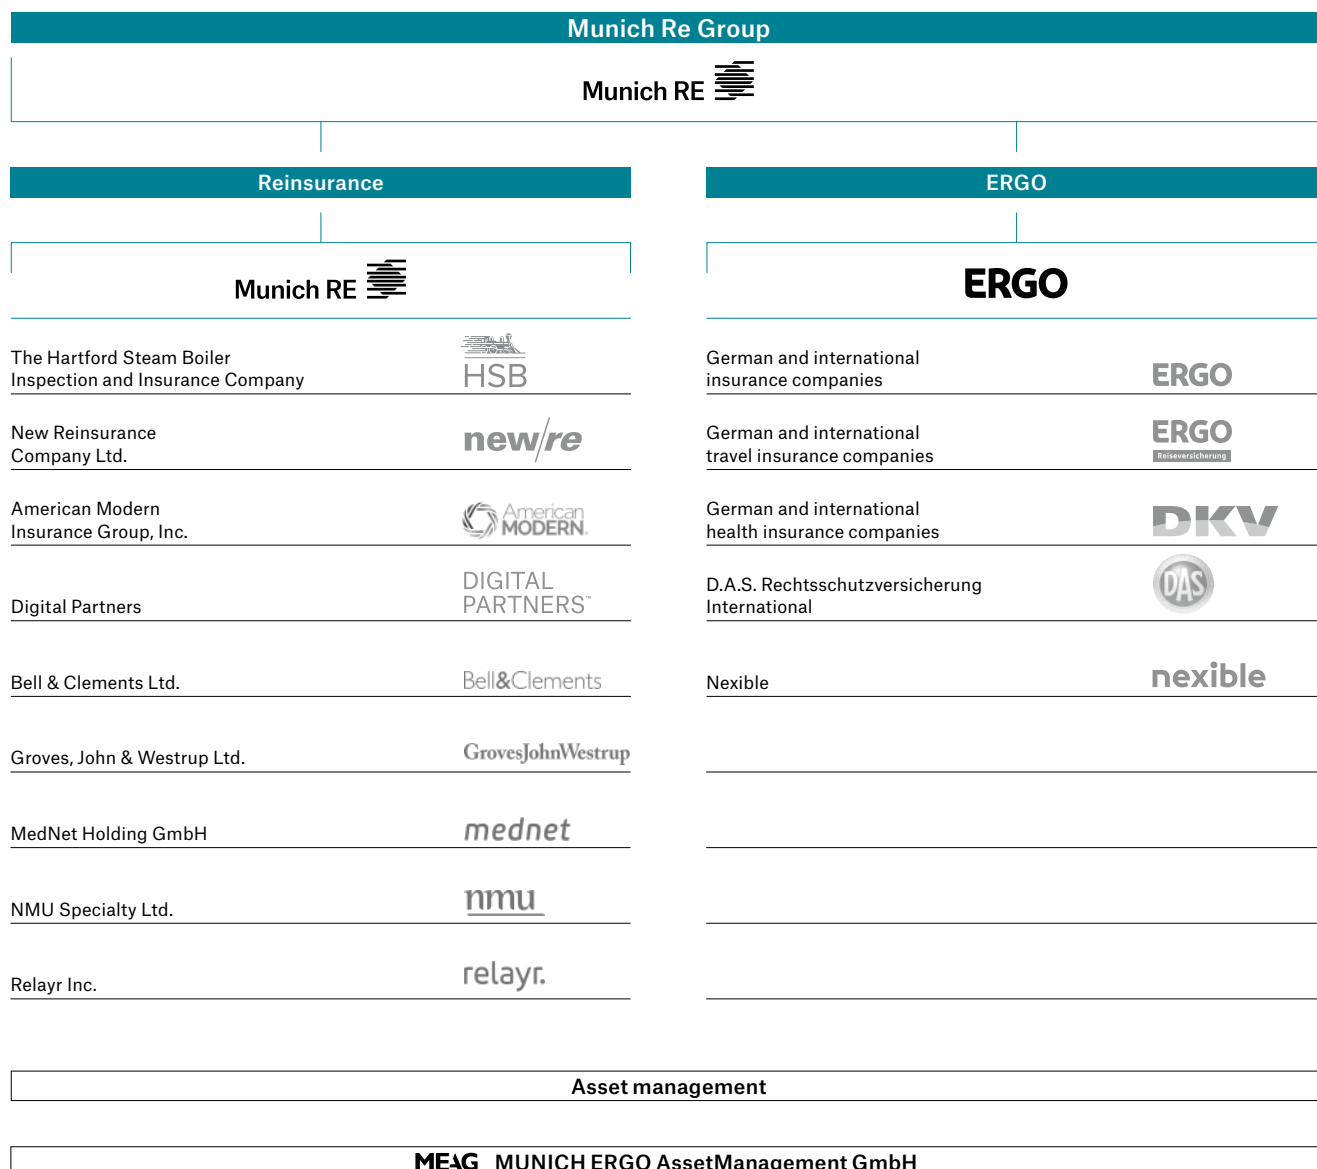 Munich Re Group
Munich RE
Reinsurance
Munich RE
The Hartford Steam Boiler
Inspection and Insurance Company
HSB
New Reinsurance
Company Ltd.
new/re
American Modern
Insurance Group, Inc.
American
MODERN®
Digital Partners
DIGITAL
PARTNERS™
Bell & Clements Ltd.
Bell&Clements
Groves, John & Westrup Ltd.
GrovesJohnWestrup
MedNet Holding GmbH
mednet
NMU Specialty Ltd.
nmu
Relayr Inc.
relayr.
ERGO
ERGO
German and international
insurance companies
ERGO
German and international
travel insurance companies
ERGO
Reiseversicherung
German and international
health insurance companies
DKV
D.A.S. Rechtsschutzversicherung
International
DAS
Nexible
nexible
Asset management
MEAG MUNICH ERGO AssetManagement GmbH